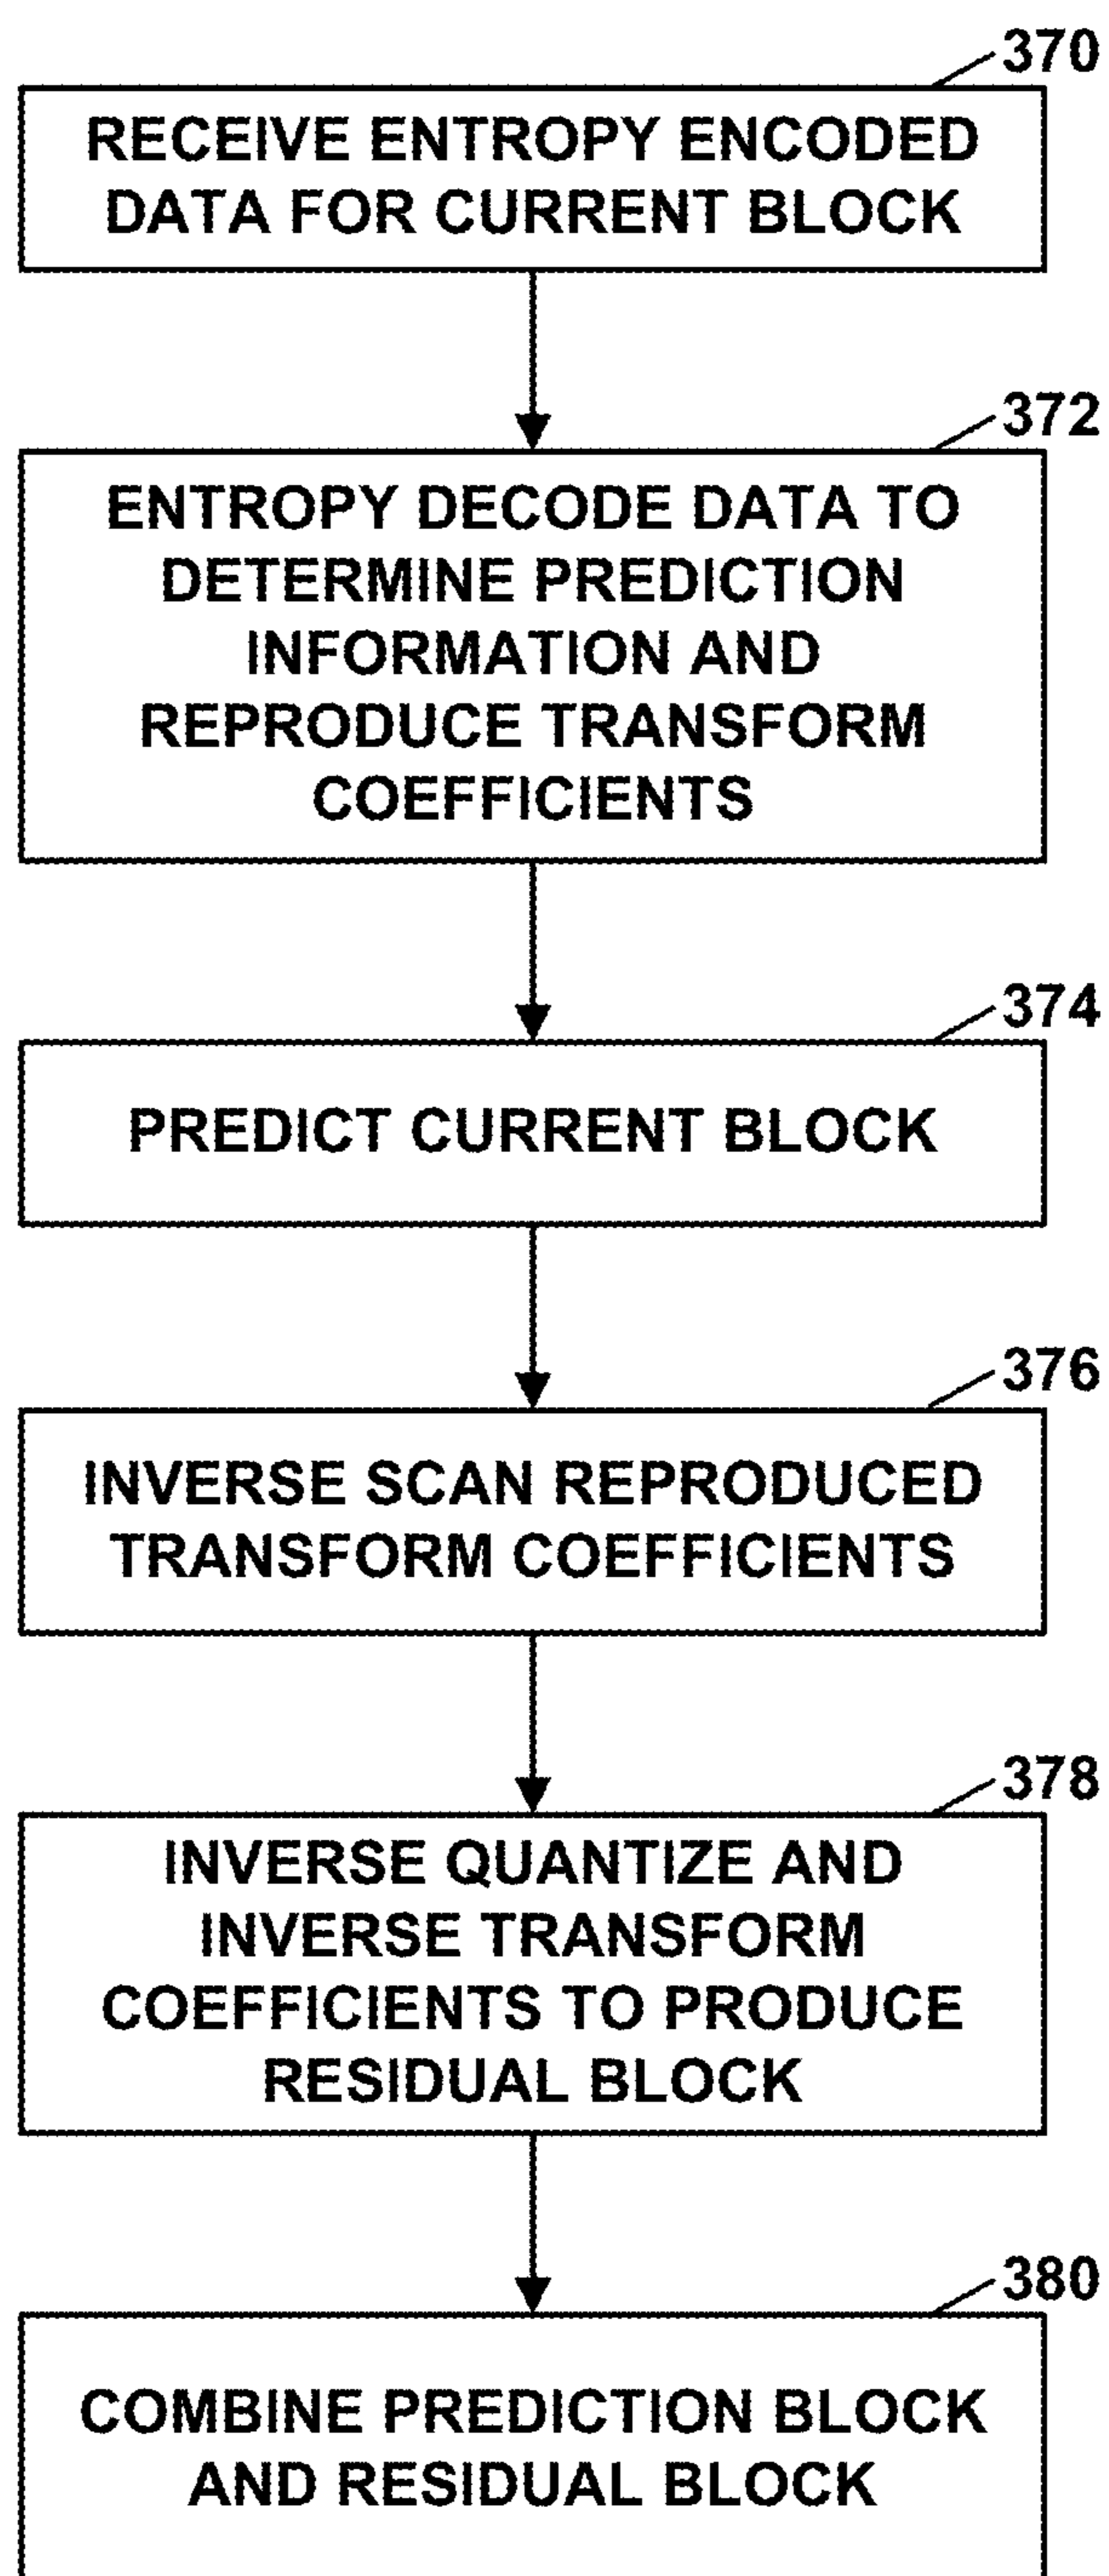 370
RECEIVE ENTROPY ENCODED
DATA FOR CURRENT BLOCK
372
ENTROPY DECODE DATA TO
DETERMINE PREDICTION
INFORMATION AND
REPRODUCE TRANSFORM
COEFFICIENTS
374
PREDICT CURRENT BLOCK
376
INVERSE SCAN REPRODUCED
TRANSFORM COEFFICIENTS
378
INVERSE QUANTIZE AND
INVERSE TRANSFORM
COEFFICIENTS TO PRODUCE
RESIDUAL BLOCK
380
COMBINE PREDICTION BLOCK
AND RESIDUAL BLOCK